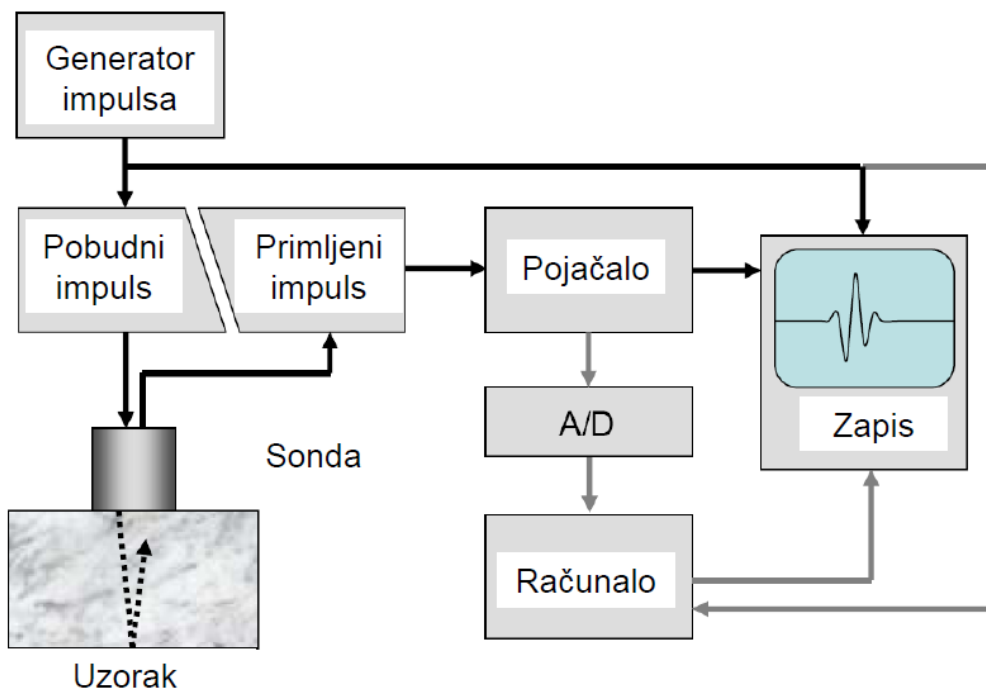 Generator
impulsa
Pobudni
impuls
Primljeni
impuls
Pojačalo
A/D
Zapis
Sonda
Računalo
Uzorak